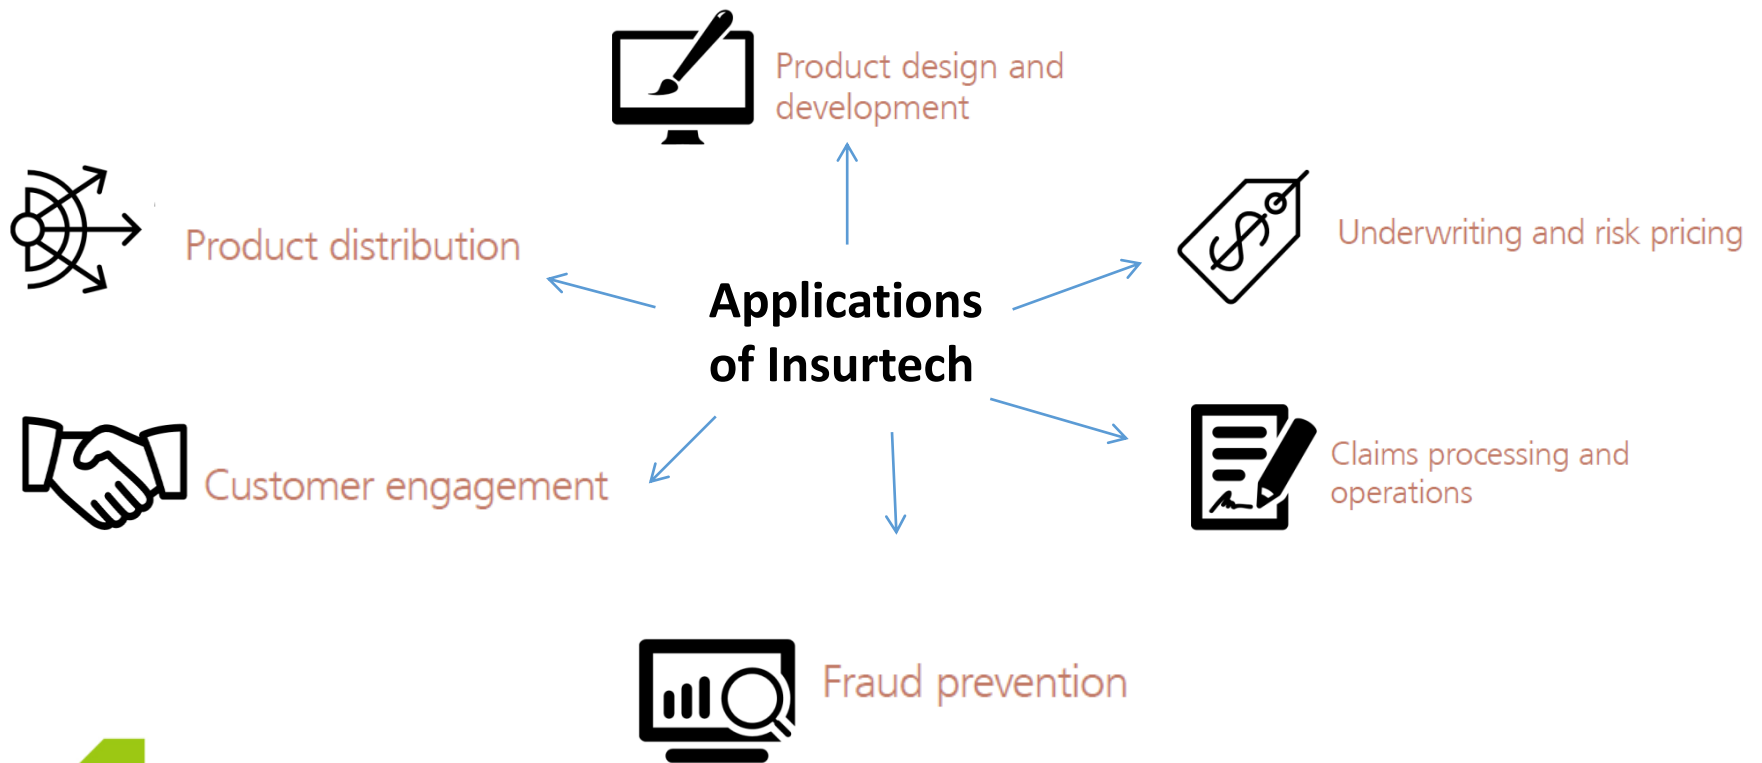 Product design and
development
Product distribution
Underwriting and risk pricing
Applications
of Insurtech
Customer engagement
Claims processing and
operations
Fraud prevention